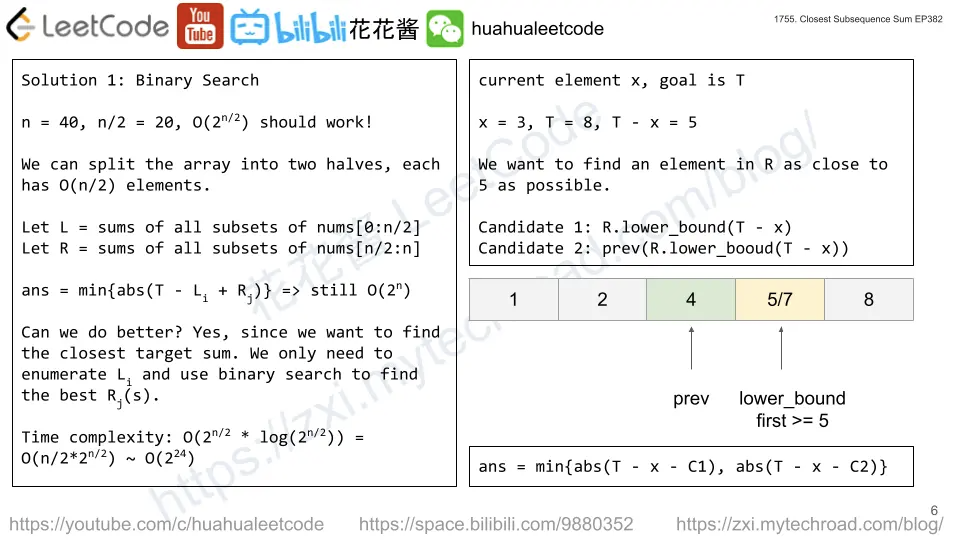 LeetCode
You
Tube
bilibili
花花酱
huahualeetcode
1755. Closest Subsequence Sum EP382
Solution 1: Binary Search
n = 40, n/2 = 20, O(2^{n/2}) should work!
We can split the array into two halves, each
has O(n/2) elements.
Let L = sums of all subsets of nums[0:n/2]
Let R = sums of all subsets of nums[n/2:n]
ans = min{abs(T - L_i + R_j)} => still O(2^n)
Can we do better? Yes, since we want to find
the closest target sum. We only need to
enumerate L_i and use binary search to find
the best R_j(s).
Time complexity: O(2^{n/2} * log(2^{n/2})) =
O(n/2*2^{n/2}) ~ O(2^{24})
current element x, goal is T
x = 3, T = 8, T - x = 5
We want to find an element in R as close to
5 as possible.
Candidate 1: R.lower_bound(T - x)
Candidate 2: prev(R.lower_booud(T - x))
1 2 4 5/7 8
prev lower_bound
first >= 5
ans = min{abs(T - x - C1), abs(T - x - C2)}
花花酱 LeetCode
https://zxi.mytechroad.com/blog/
6
https://youtube.com/c/huahualeetcode https://space.bilibili.com/9880352 https://zxi.mytechroad.com/blog/